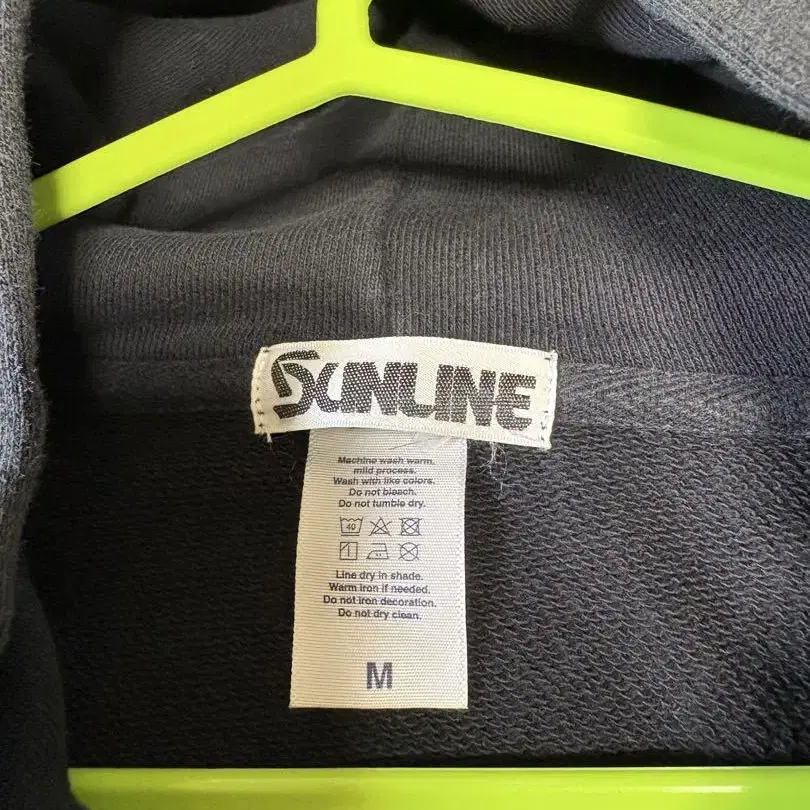 SUNLINE
Machine wash warm,
mild process.
Wash with like colors.
Do not bleach.
Do not tumble dry.
40
Line dry in shade.
Warm iron if needed.
Do not iron decoration.
Do not dry clean.
M